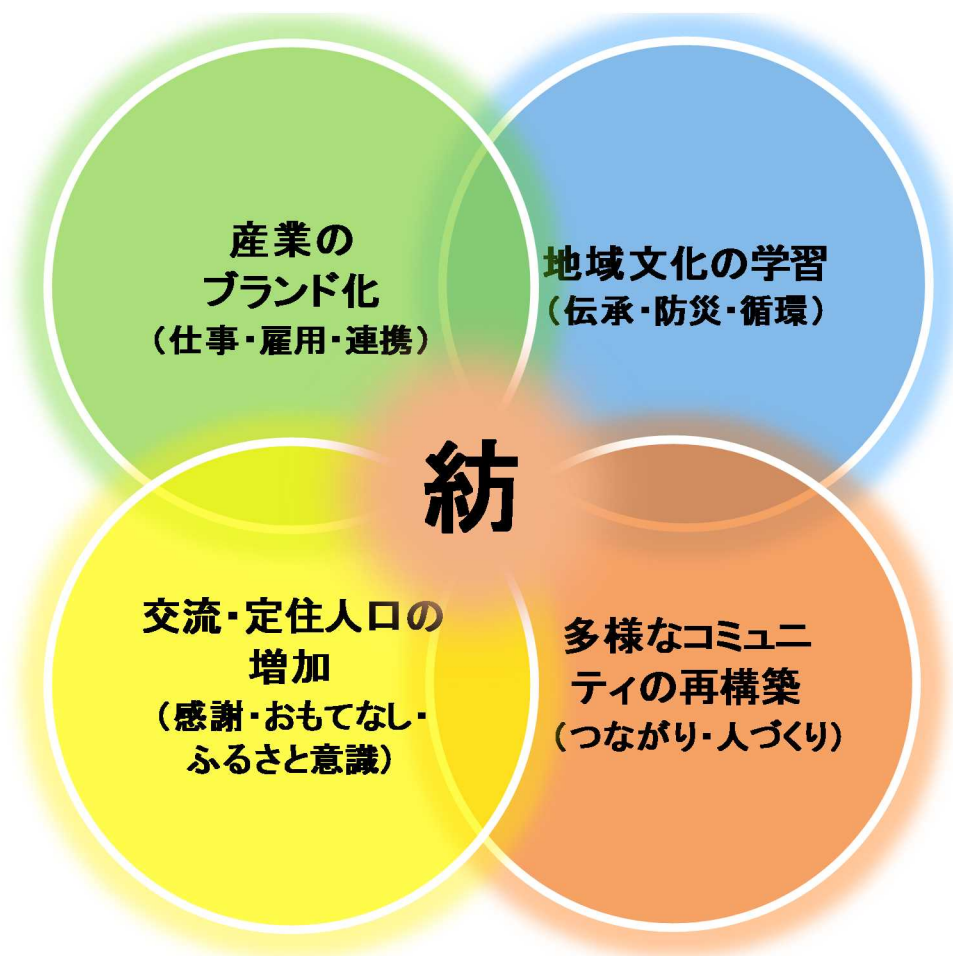 産業の
ブランド化
（仕事・雇用・連携）
地域文化の学習
（伝承・防災・循環）
紡
交流・定住人口の
増加
（感謝・おもてなし・
ふるさと意識）
多様なコミュニ
ティの再構築
（つながり・人づくり）